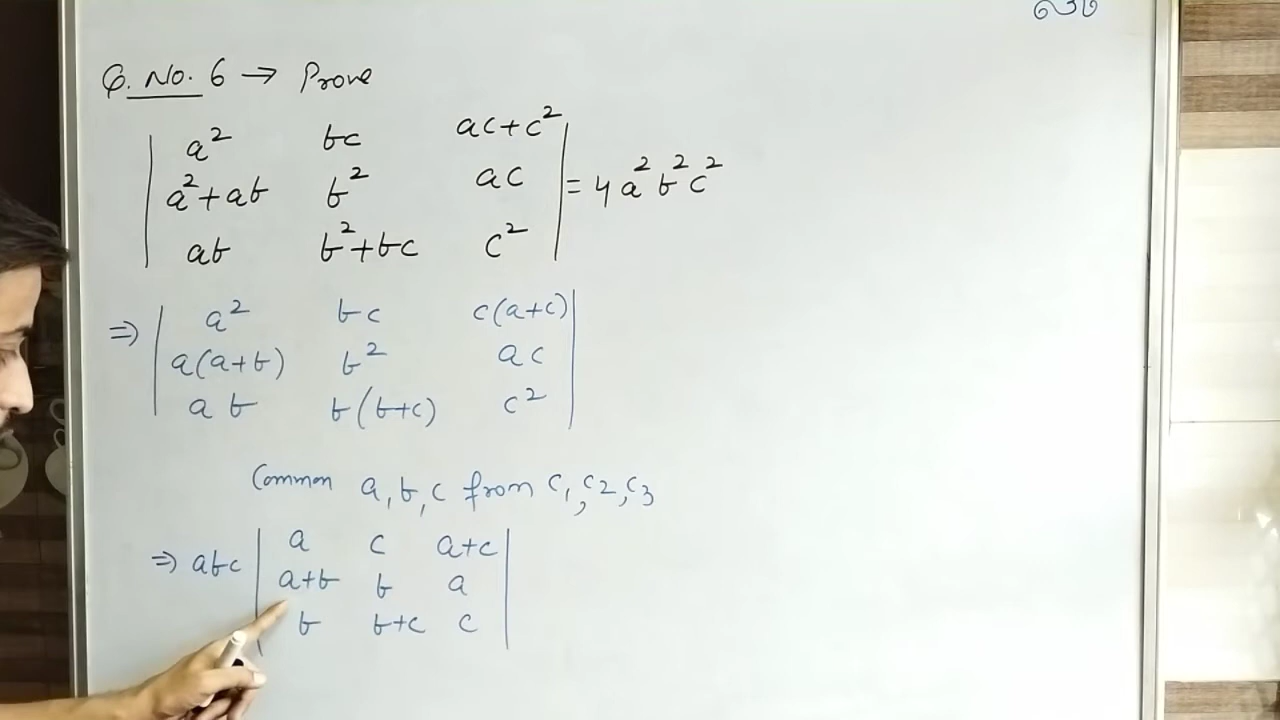 Q. No. 6 → Prove
| a² bc ac+c² |
| a²+ab b² ac | = 4a²b²c²
| ab b²+bc c² |
⇒ | a² bc c(a+c) |
| a(a+b) b² ac |
| ab b(b+c) c² |
Common a, b, c from c₁, c₂, c₃
⇒ abc | a c a+c |
| a+b b a |
| b b+c c |